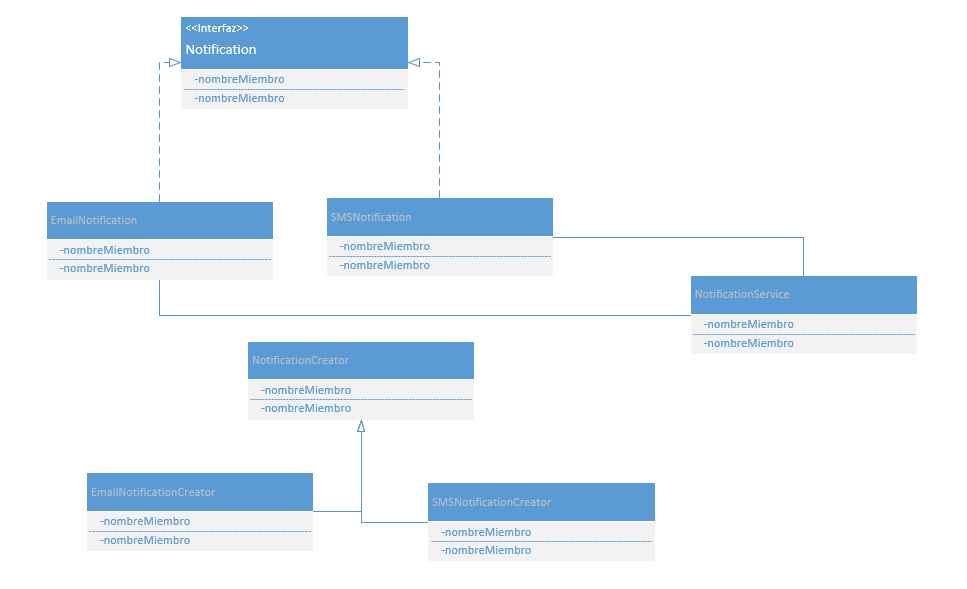 <<Interfaz>>
Notification
-nombreMiembro
-nombreMiembro
EmailNotification
-nombreMiembro
-nombreMiembro
SMSNotification
-nombreMiembro
-nombreMiembro
NotificationService
-nombreMiembro
-nombreMiembro
NotificationCreator
-nombreMiembro
-nombreMiembro
EmailNotificationCreator
-nombreMiembro
-nombreMiembro
SMSNotificationCreator
-nombreMiembro
-nombreMiembro